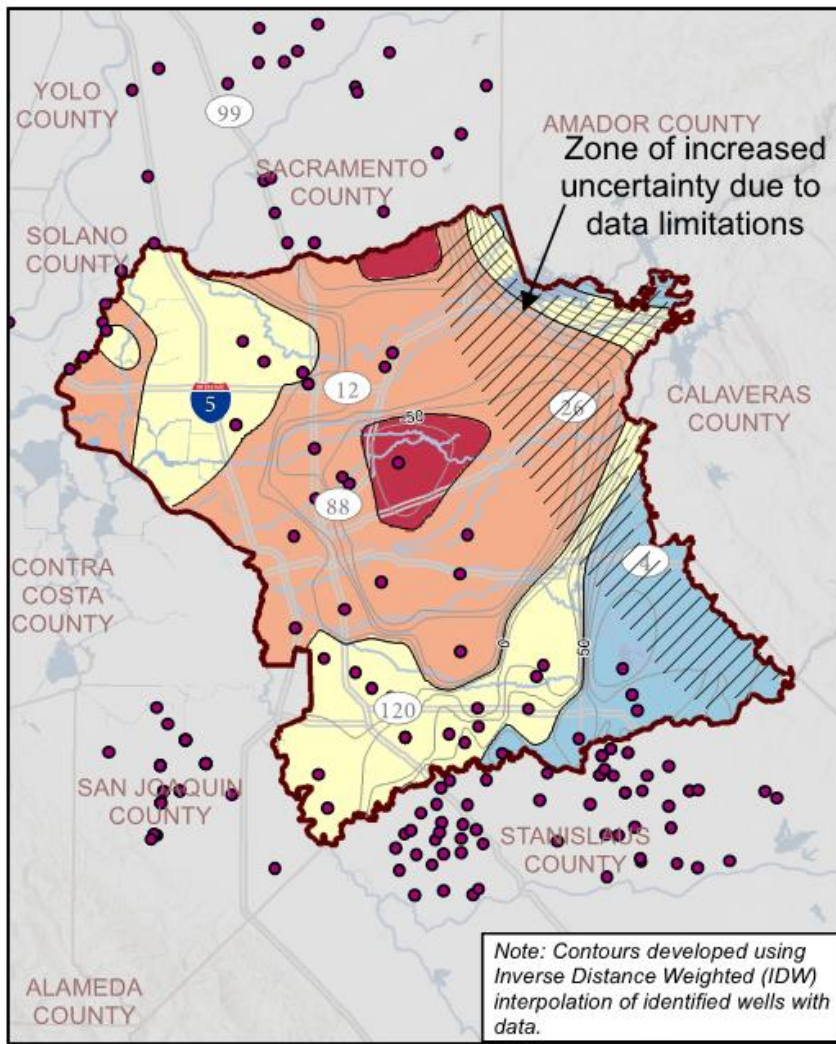 YOLO
COUNTY
99
AMADOR COUNTY
Zone of increased
uncertainty due to
data limitations
SACRAMENTO
COUNTY
SOLANO
COUNTY
12
5
26
CALAVERAS
COUNTY
-50
88
4
CONTRA
COSTA
COUNTY
0
50
120
SAN JOAQUIN
COUNTY
STANISLAUS
COUNTY
ALAMEDA
COUNTY
Note: Contours developed using
Inverse Distance Weighted (IDW)
interpolation of identified wells with
data.